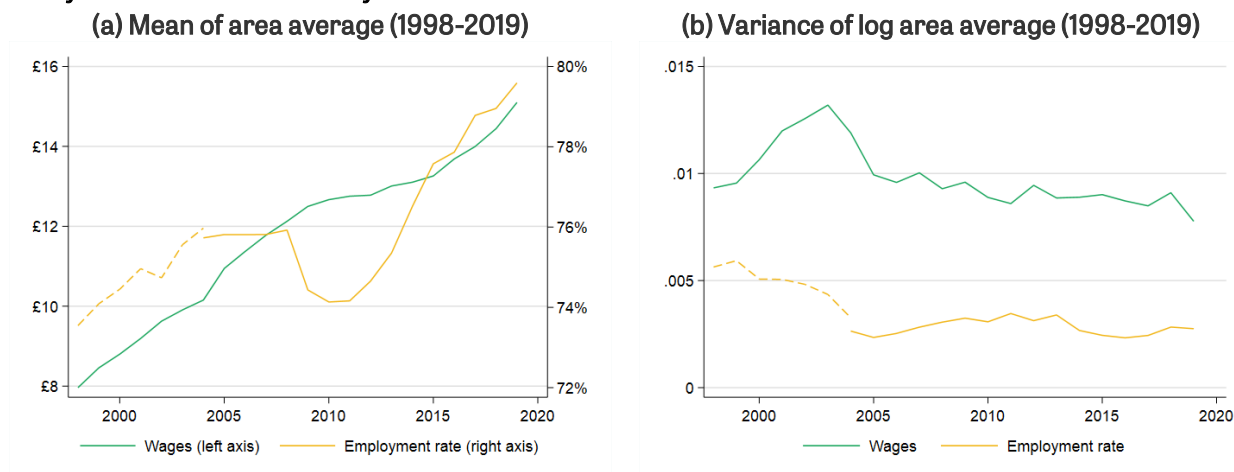 (a) Mean of area average (1998-2019)
£16
£14
£12
£10
£8
80%
78%
76%
74%
72%
2000 2005 2010 2015 2020
Wages (left axis) Employment rate (right axis)
(b) Variance of log area average (1998-2019)
.015
.01
.005
0
2000 2005 2010 2015 2020
Wages Employment rate